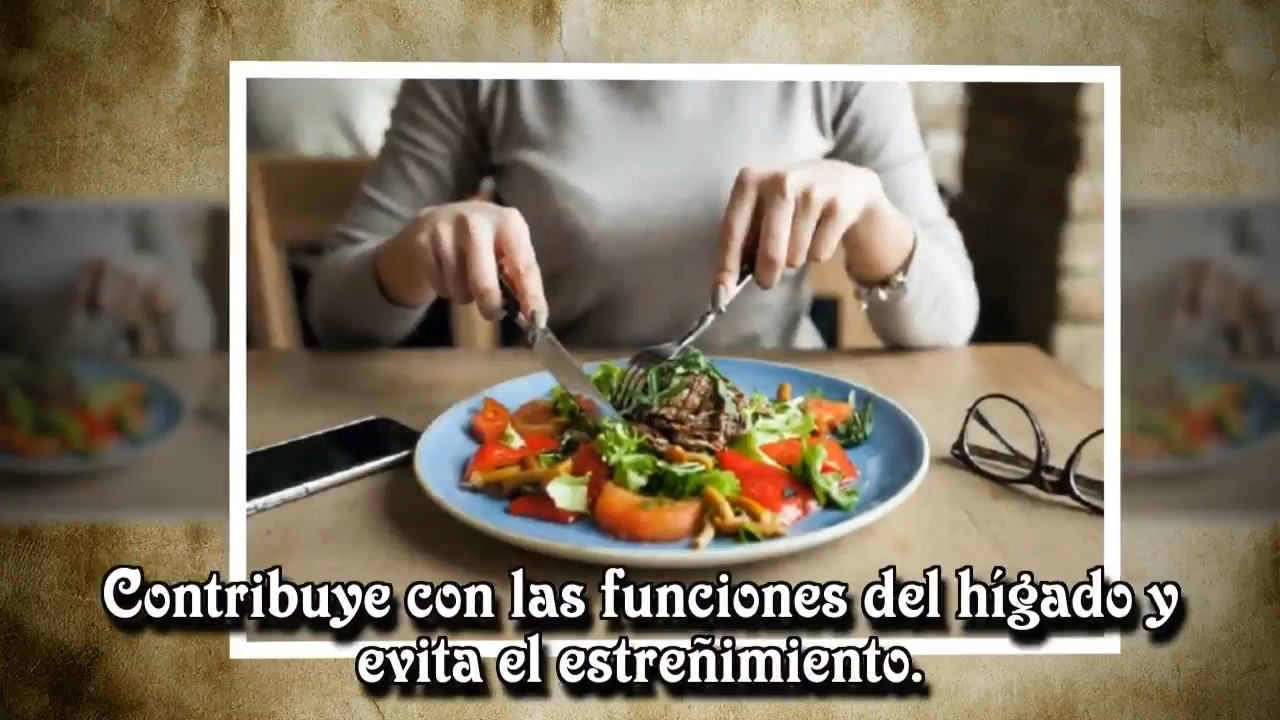 Contribuye con las funciones del hígado y
evita el estreñimiento.